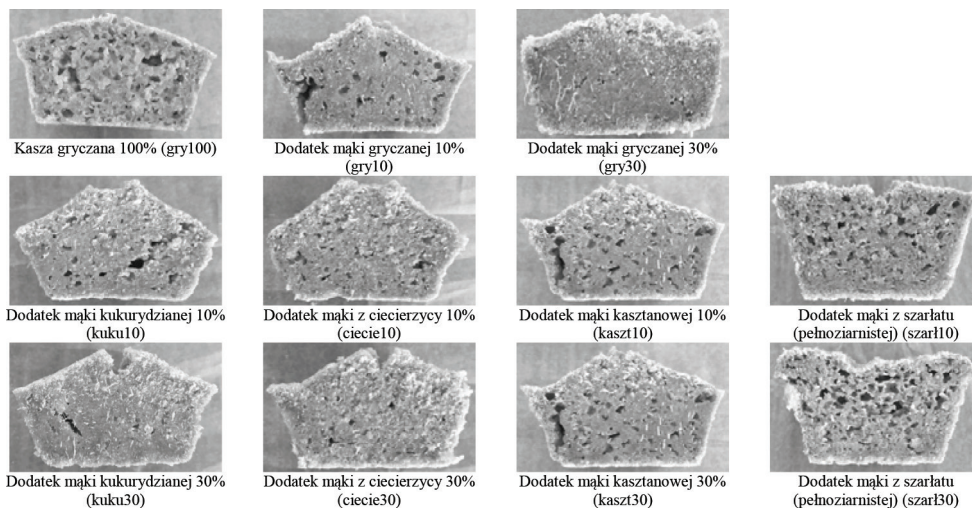 Kasza gryczana 100% (gry100)
Dodatek mąki gryczanej 10%
(gry10)
Dodatek mąki gryczanej 30%
(gry30)
Dodatek mąki kukurydzianej 10%
(kuku10)
Dodatek mąki z ciecierzycy 10%
(ciecie10)
Dodatek mąki kasztanowej 10%
(kaszt10)
Dodatek mąki z szarłatu
(pełnoziarnistej) (szarł10)
Dodatek mąki kukurydzianej 30%
(kuku30)
Dodatek mąki z ciecierzycy 30%
(ciecie30)
Dodatek mąki kasztanowej 30%
(kaszt30)
Dodatek mąki z szarłatu
(pełnoziarnistej) (szarł30)